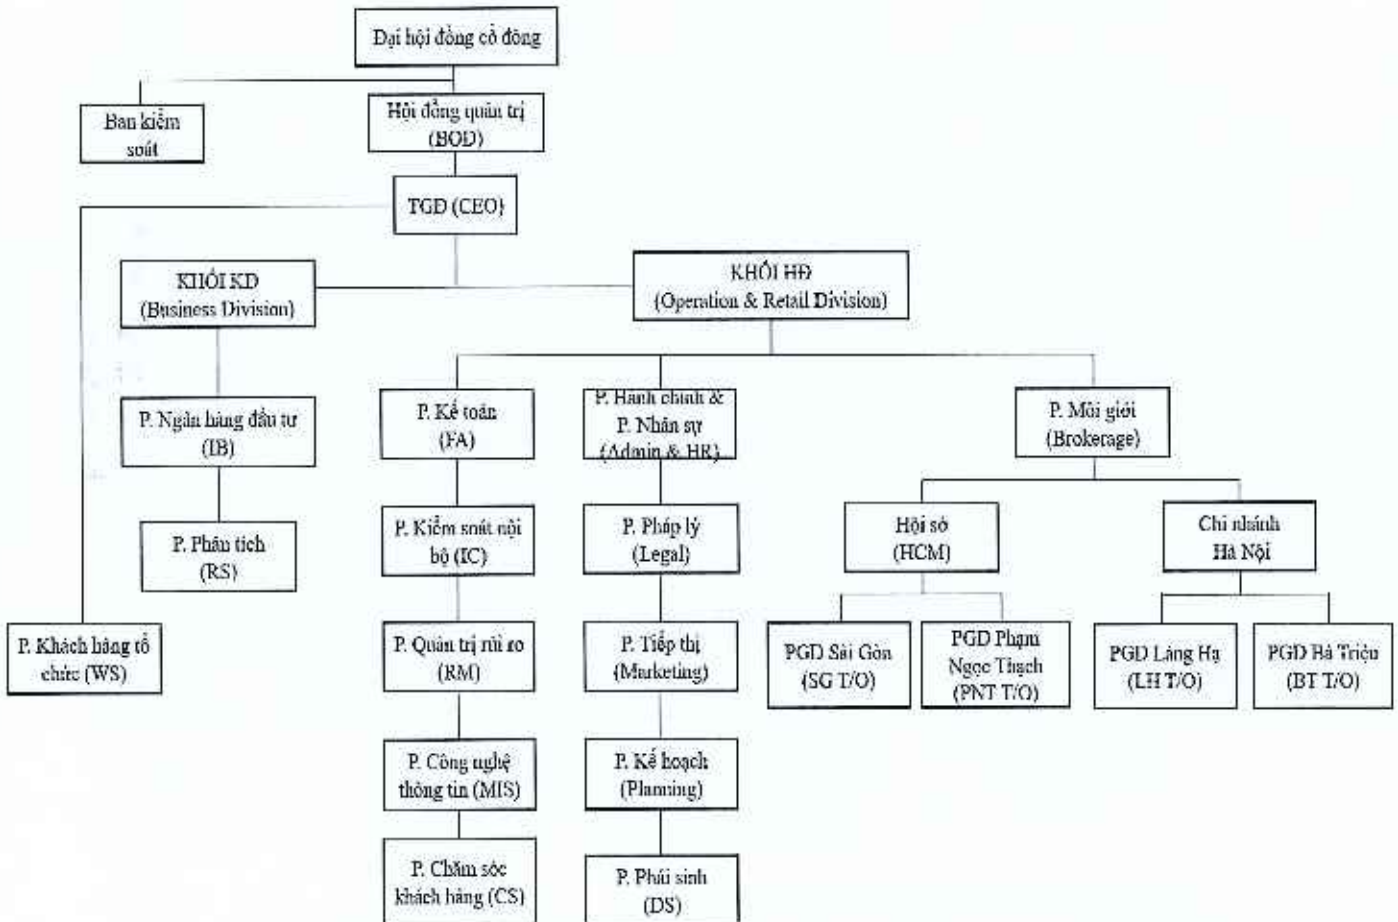 Đại hội đồng cổ đông
Ban kiểm
soát
Hội đồng quản trị
(BOD)
TGĐ (CEO)
KHỐI KD
(Business Division)
KHỐI HĐ
(Operation & Retail Division)
P. Ngân hàng đầu tư
(IB)
P. Phân tích
(RS)
P. Khách hàng tổ
chức (WS)
P. Kế toán
(FA)
P. Kiểm soát nội
bộ (IC)
P. Quản trị rủi ro
(RM)
P. Công nghệ
thông tin (MIS)
P. Chăm sóc
khách hàng (CS)
P. Hành chính &
P. Nhân sự
(Admin & HR)
P. Pháp lý
(Legal)
P. Tiếp thị
(Marketing)
P. Kế hoạch
(Planning)
P. Phái sinh
(DS)
P. Môi giới
(Brokerage)
Hội sở
(HCM)
Chi nhánh
Hà Nội
PGD Sài Gòn
(SG T/O)
PGD Phạm
Ngọc Thạch
(PNT T/O)
PGD Láng Hạ
(LH T/O)
PGD Bà Triệu
(BT T/O)